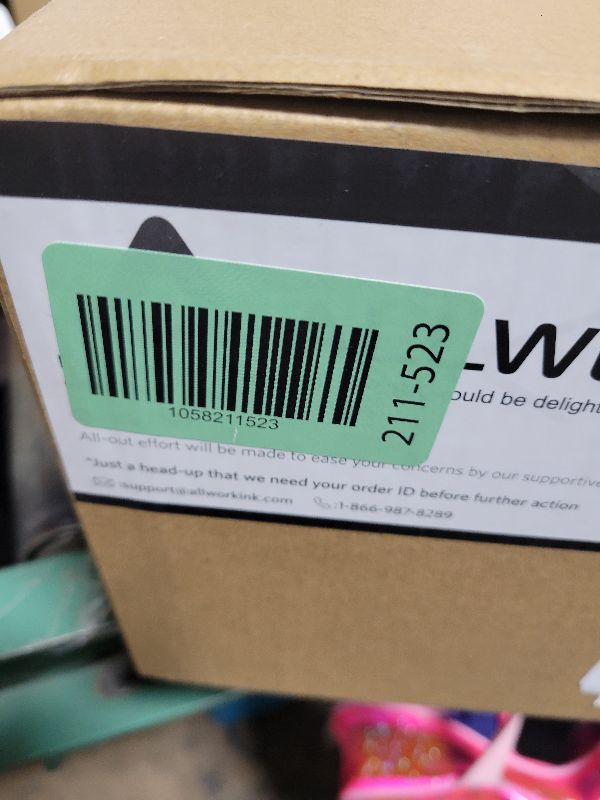 LW
ould be delight
1058211523
211-523
All-out effort will be made to ease your concerns by our supportive
*Just a head-up that we need your order ID before further action
:support@allworkink.com
:1-866-987-8289